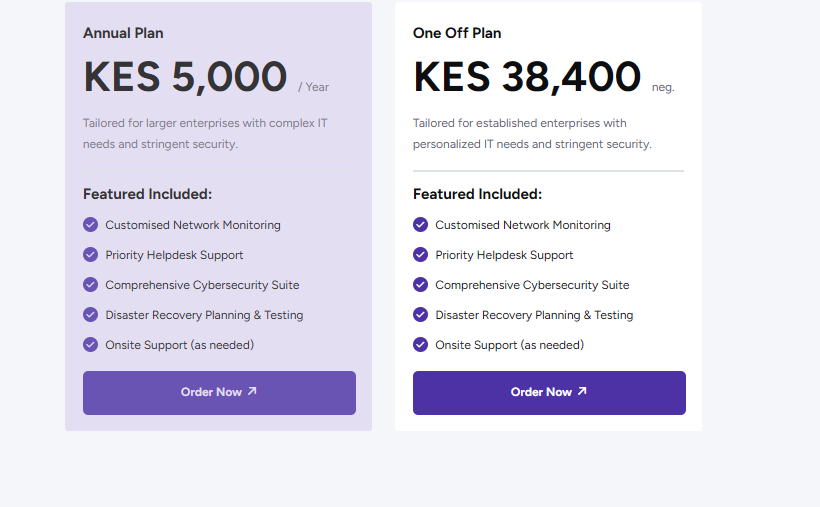 Annual Plan
KES 5,000 / Year
Tailored for larger enterprises with complex IT
needs and stringent security.
Featured Included:
Customised Network Monitoring
Priority Helpdesk Support
Comprehensive Cybersecurity Suite
Disaster Recovery Planning & Testing
Onsite Support (as needed)
Order Now
One Off Plan
KES 38,400 neg.
Tailored for established enterprises with
personalized IT needs and stringent security.
Featured Included:
Customised Network Monitoring
Priority Helpdesk Support
Comprehensive Cybersecurity Suite
Disaster Recovery Planning & Testing
Onsite Support (as needed)
Order Now